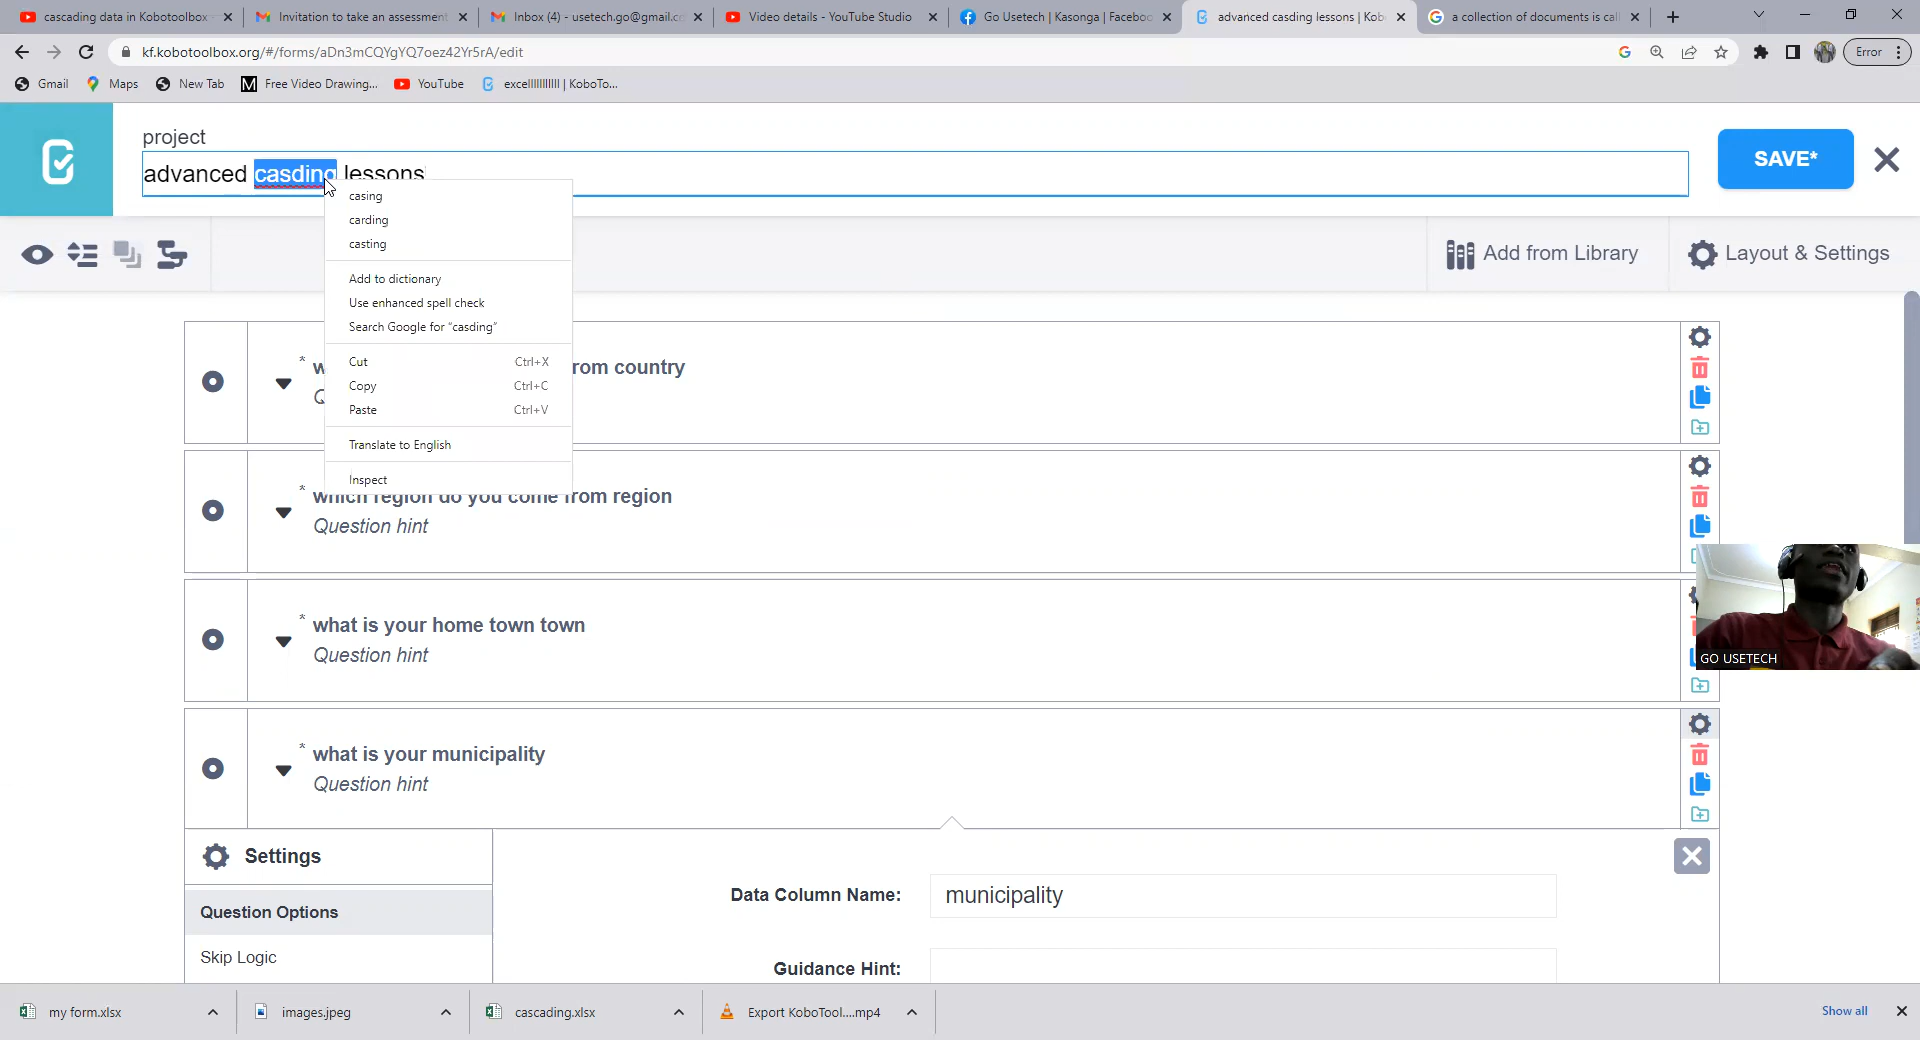 cascading data in Kobotoolbox
Invitation to take an assessment
Inbox (4) - usetech.go@gmail.c
Video details - YouTube Studio
Go Usetech | Kasonga | Faceboo
advanced casding lessons | Kob
a collection of documents is cal
kf.kobotoolbox.org/#/forms/aDn3mCQYgYQ7oez42Yr5rA/edit
Error
Gmail
Maps
New Tab
Free Video Drawing...
YouTube
excellllllllllll | KoboTo...
project
advanced casding lessons
SAVE*
casing
carding
casting
Add to dictionary
Use enhanced spell check
Search Google for "casding"
Cut Ctrl+X
Copy Ctrl+C
Paste Ctrl+V
Translate to English
Inspect
Add from Library
Layout & Settings
* w
rom country
Q
* which region do you come from region
Question hint
* what is your home town town
Question hint
* what is your municipality
Question hint
GO USETECH
Settings
Question Options
Skip Logic
Data Column Name: municipality
Guidance Hint:
my form.xlsx
images.jpeg
cascading.xlsx
Export KoboTool....mp4
Show all